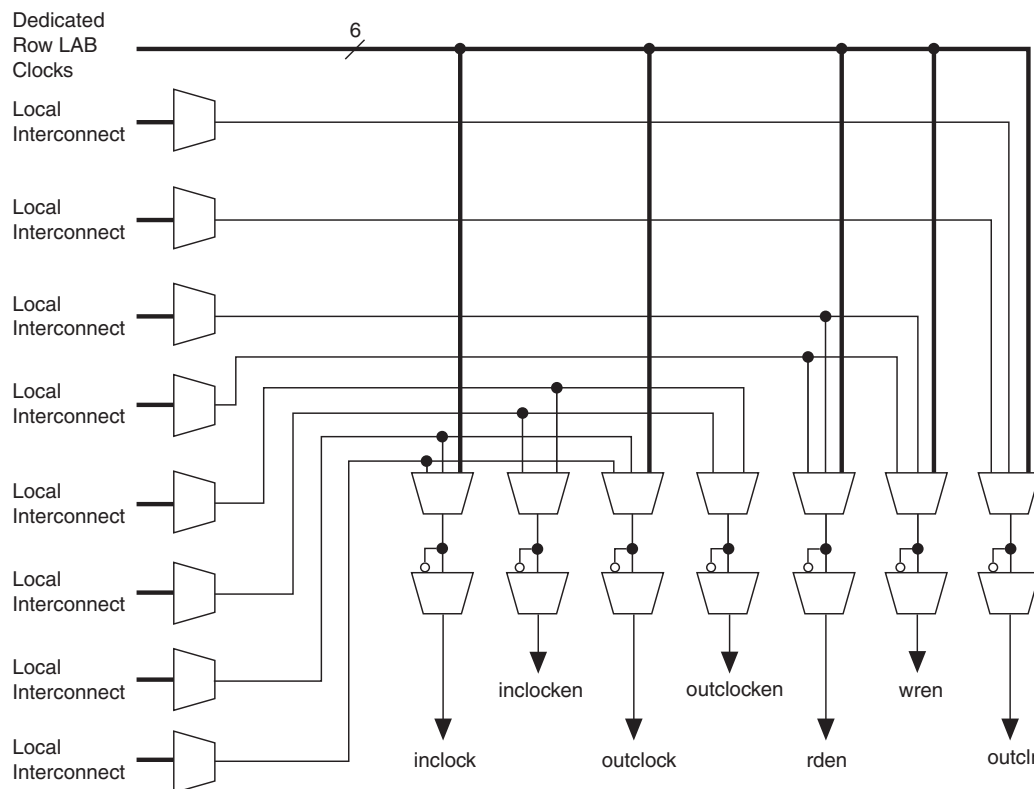 Dedicated
Row LAB
Clocks
6
Local
Interconnect
Local
Interconnect
Local
Interconnect
Local
Interconnect
Local
Interconnect
Local
Interconnect
Local
Interconnect
Local
Interconnect
inclocken
outclocken
wren
inclock
outclock
rden